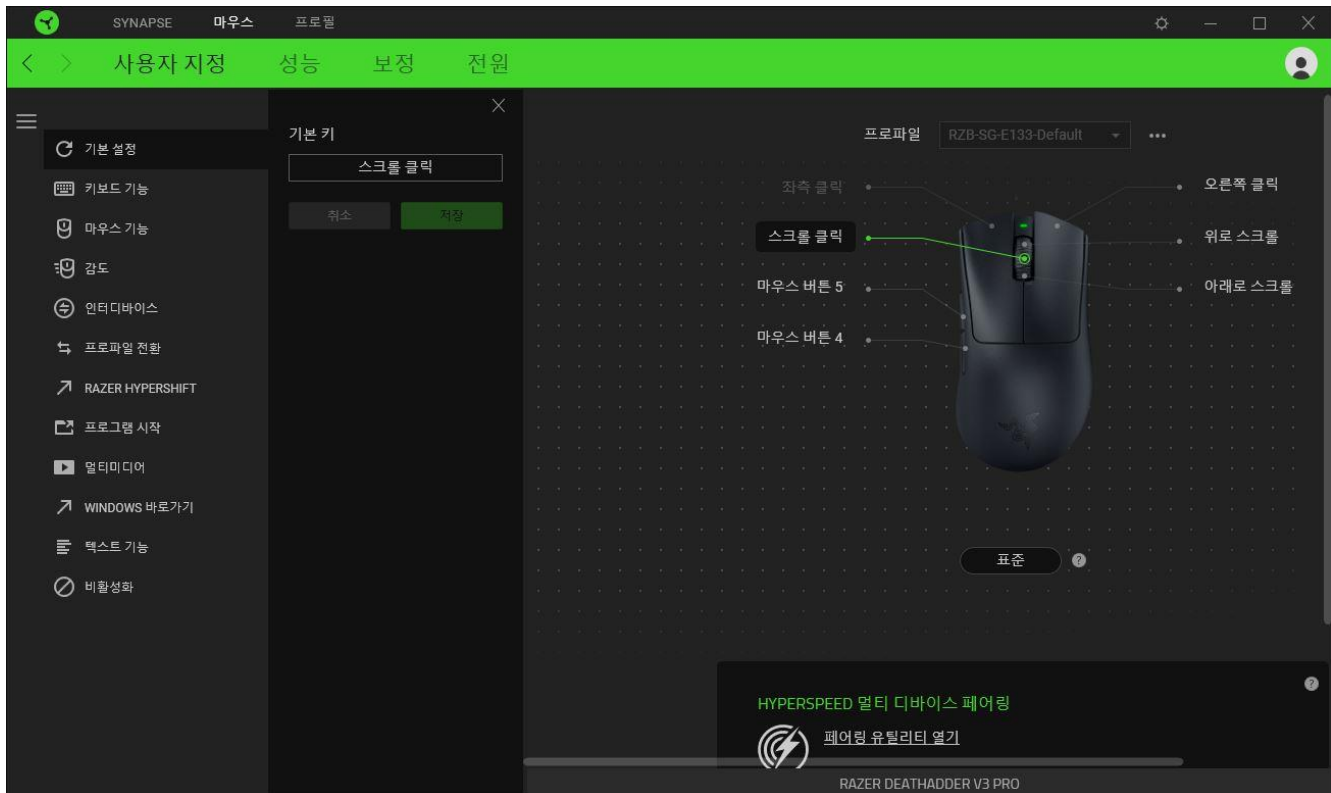 SYNAPSE 마우스 프로필
사용자 지정 성능 보정 전원
기본 설정
키보드 기능
마우스 기능
감도
인터디바이스
프로파일 전환
RAZER HYPERSHIFT
프로그램 시작
멀티미디어
WINDOWS 바로가기
텍스트 기능
비활성화
기본 키
스크롤 클릭
취소 저장
프로파일 RZB-SG-E133-Default
좌측 클릭
스크롤 클릭
마우스 버튼 5
마우스 버튼 4
오른쪽 클릭
위로 스크롤
아래로 스크롤
표준
?
?
HYPERSPEED 멀티 디바이스 페어링
페어링 유틸리티 열기
RAZER DEATHADDER V3 PRO